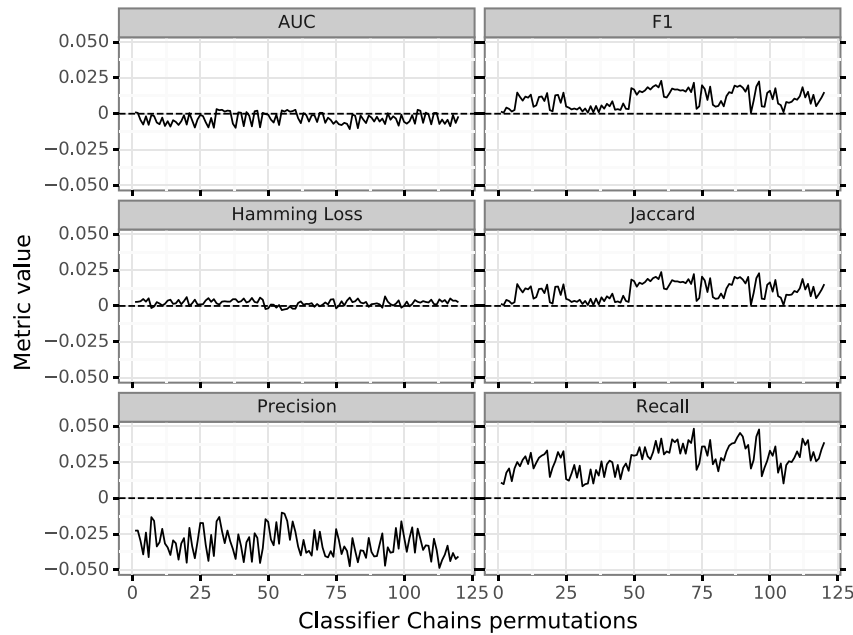 AUC
F1
0.050
0.025
0
−0.025
−0.050
Hamming Loss
Jaccard
0.050
0.025
0
−0.025
−0.050
Precision
Recall
0.050
0.025
0
−0.025
−0.050
0 25 50 75 100 125 0 25 50 75 100 125
Metric value
Classifier Chains permutations